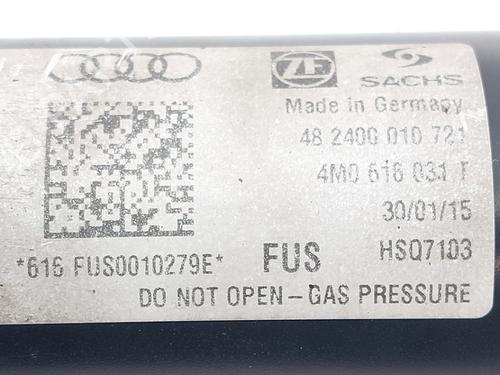 ZF SACHS
Made in Germany
48 2400 010 721
4M0 616 031 T
30/01/15
*616 FUS0010279E* FUS HSQ7103
DO NOT OPEN - GAS PRESSURE